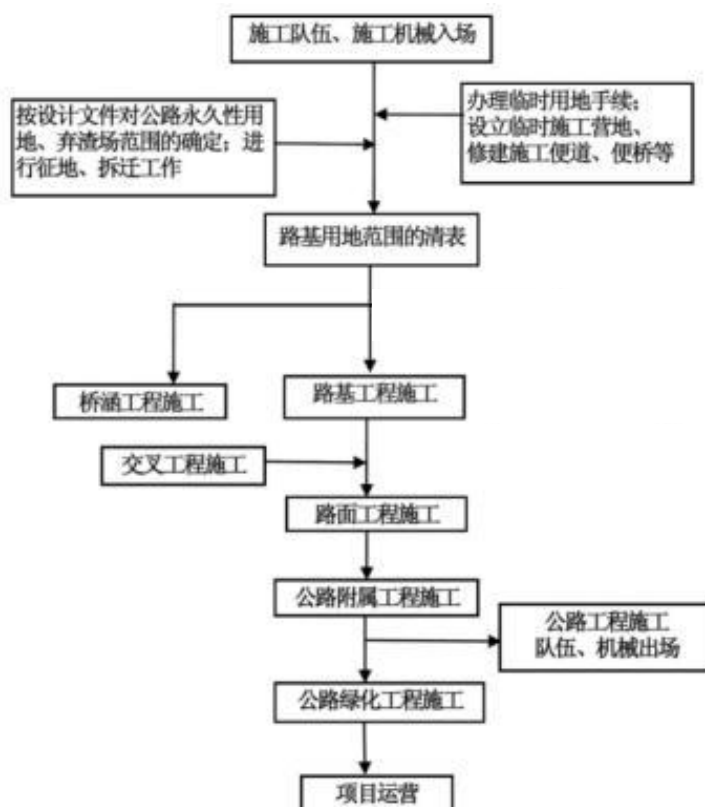 施工队伍、施工机械入场
按设计文件对公路永久性用
地、弃渣场范围的确定；进
行征地、拆迁工作
办理临时用地手续；
设立临时施工营地、
修建施工便道、便桥等
路基用地范围的清表
桥涵工程施工
路基工程施工
交叉工程施工
路面工程施工
公路附属工程施工
公路工程施工
队伍、机械出场
公路绿化工程施工
项目运营